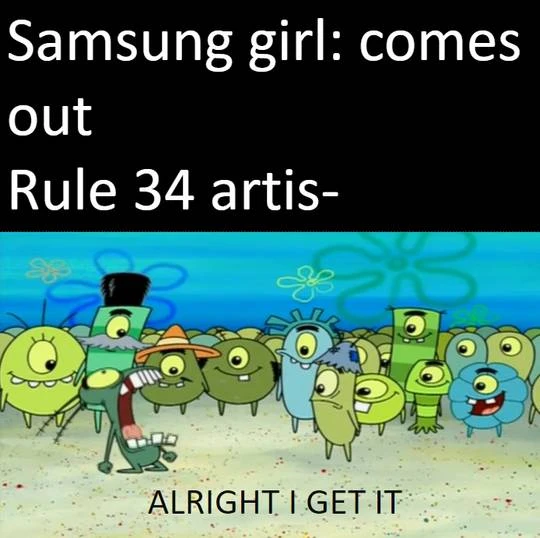 Samsung girl: comes
out
Rule 34 artis-
ALRIGHT I GET IT